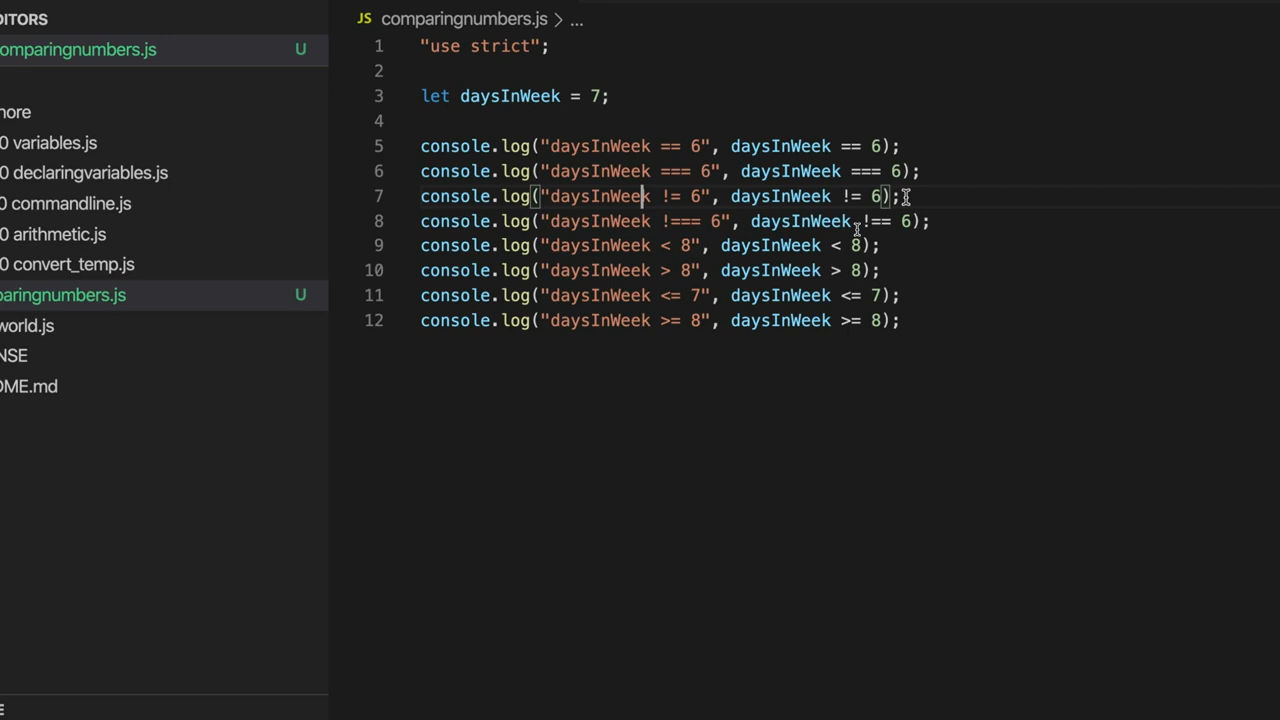 DITORS
JS comparingnumbers.js > ...
omparingnumbers.js U
1 "use strict";
2
3 let daysInWeek = 7;
4
5 console.log("daysInWeek == 6", daysInWeek == 6);
6 console.log("daysInWeek === 6", daysInWeek === 6);
7 console.log("daysInWeek != 6", daysInWeek != 6);
8 console.log("daysInWeek !=== 6", daysInWeek !== 6);
9 console.log("daysInWeek < 8", daysInWeek < 8);
10 console.log("daysInWeek > 8", daysInWeek > 8);
11 console.log("daysInWeek <= 7", daysInWeek <= 7);
12 console.log("daysInWeek >= 8", daysInWeek >= 8);
nore
0 variables.js
0 declaringvariables.js
commandline.js
0 arithmetic.js
0 convert_temp.js
paringnumbers.js U
world.js
NSE
DME.md
E